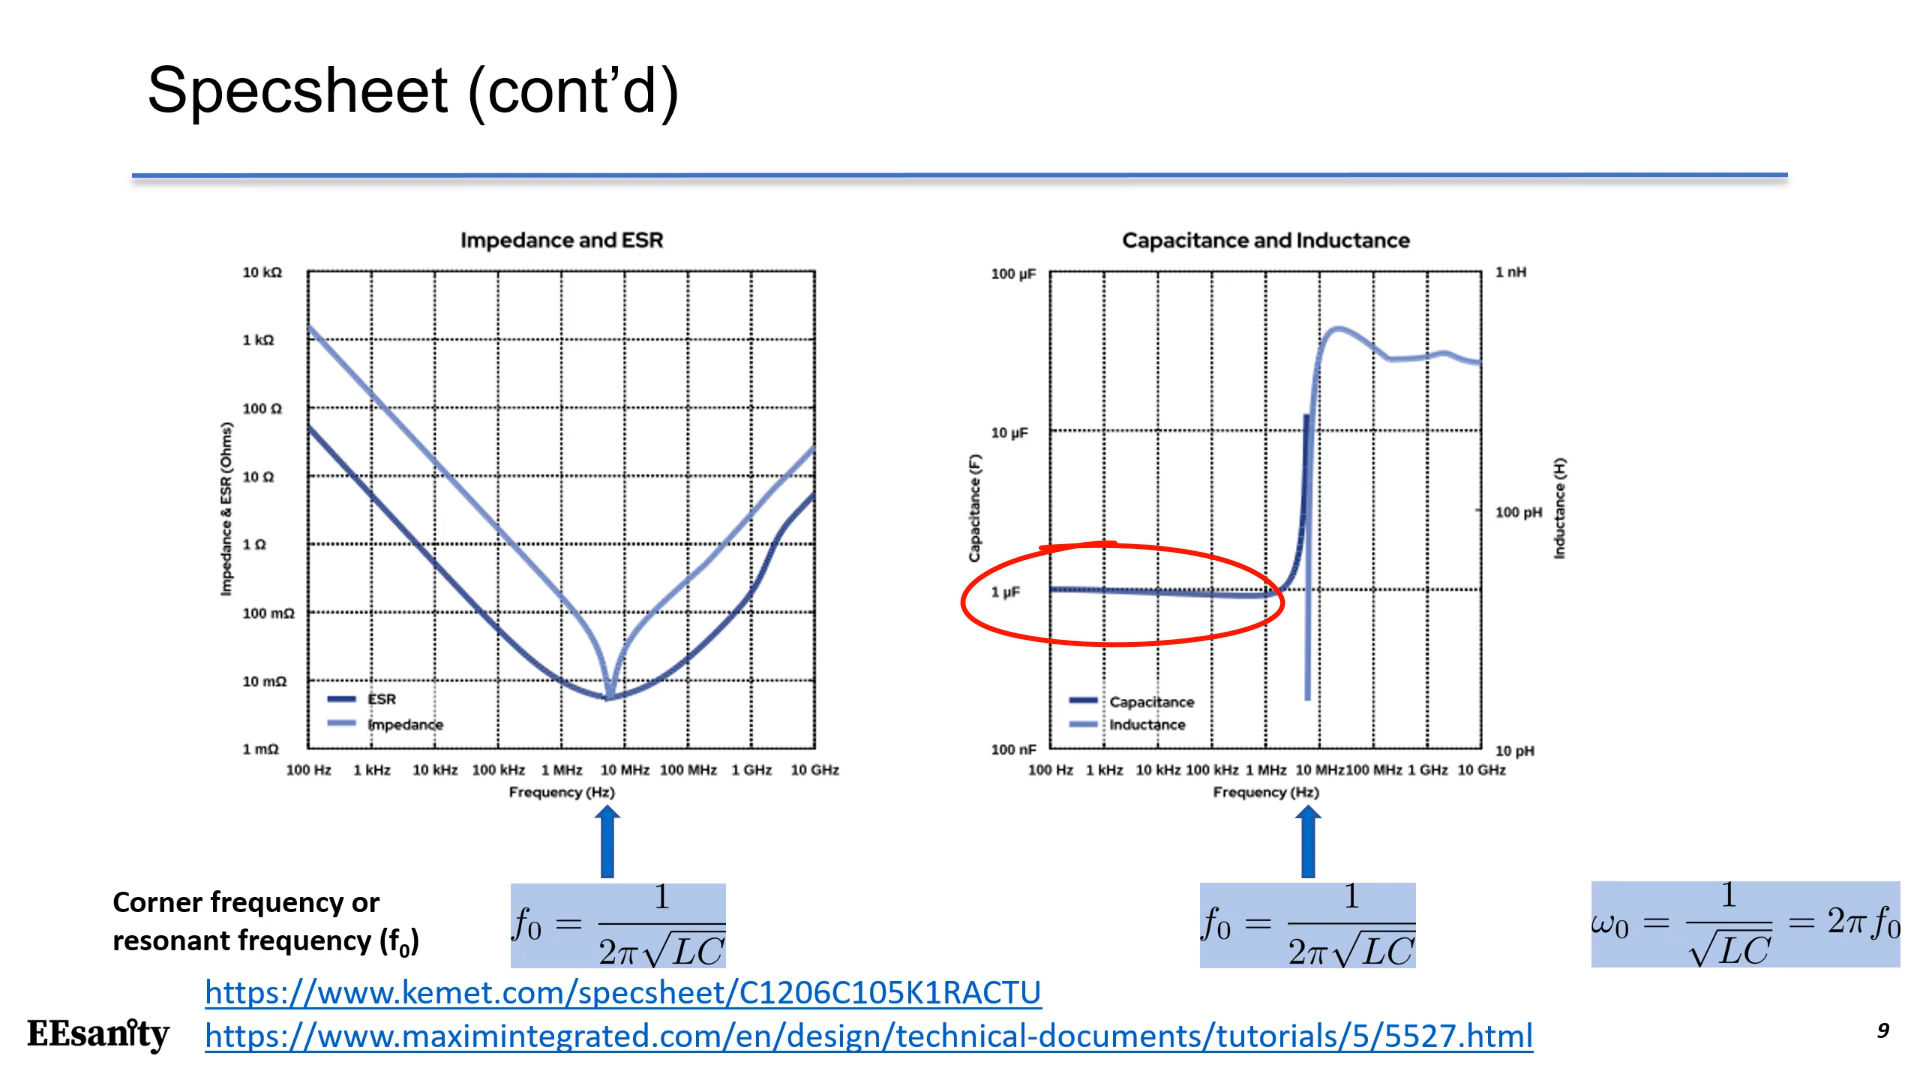 Specsheet (cont’d)
Impedance and ESR
10 kΩ
1 kΩ
100 Ω
10 Ω
1 Ω
100 mΩ
10 mΩ
1 mΩ
Impedance & ESR (Ohms)
ESR
Impedance
100 Hz 1 kHz 10 kHz 100 kHz 1 MHz 10 MHz 100 MHz 1 GHz 10 GHz
Frequency (Hz)
Capacitance and Inductance
100 µF
10 µF
1 µF
100 nF
Capacitance (F)
1 nH
100 pH
10 pH
Inductance (H)
Capacitance
Inductance
100 Hz 1 kHz 10 kHz 100 kHz 1 MHz 10 MHz 100 MHz 1 GHz 10 GHz
Frequency (Hz)
Corner frequency or
resonant frequency (f₀)
f₀ = 1 / 2π√LC
f₀ = 1 / 2π√LC
ω₀ = 1 / √LC = 2πf₀
https://www.kemet.com/specsheet/C1206C105K1RACTU
https://www.maximintegrated.com/en/design/technical-documents/tutorials/5/5527.html
EEsanity
9